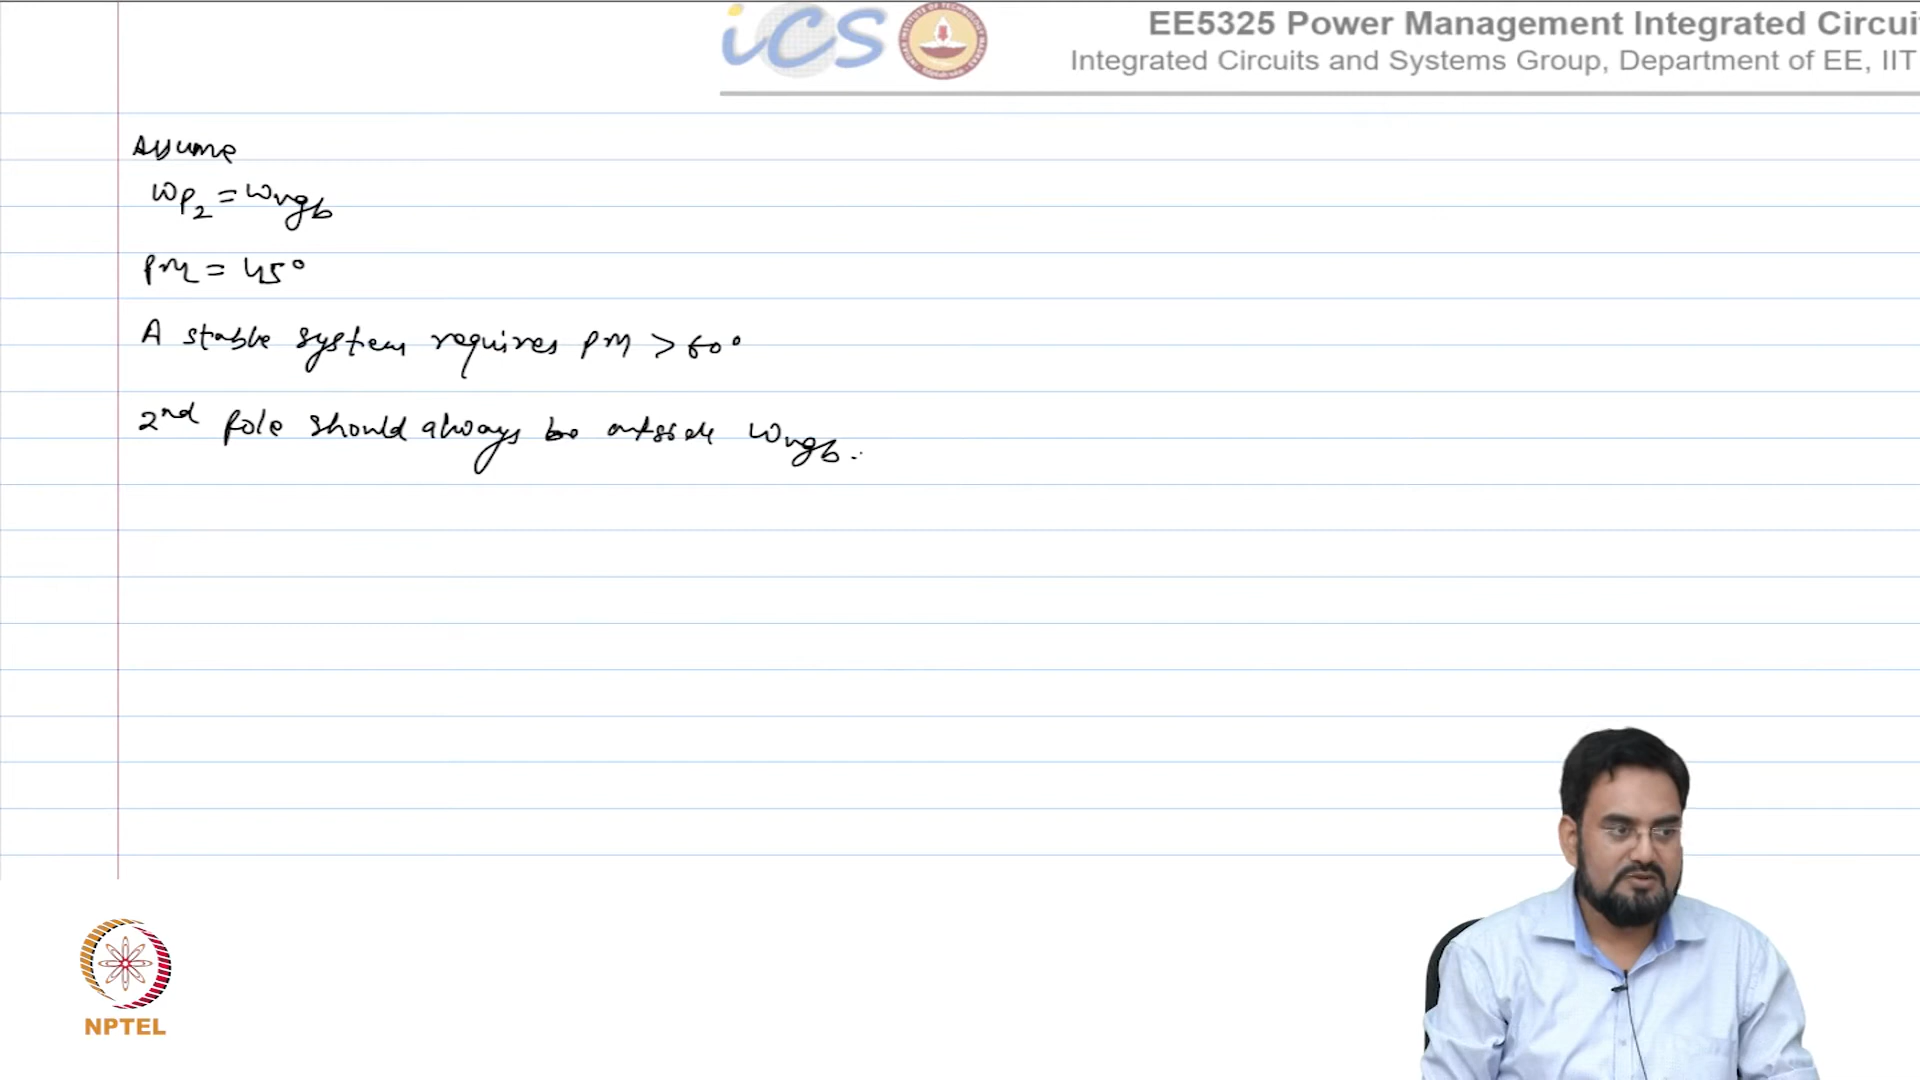 iCS
EE5325 Power Management Integrated Circui
Integrated Circuits and Systems Group, Department of EE, IIT
Assume
ωp2 = ωugb
PM = 45°
A stable system requires PM > 60°
2nd pole should always be outside ωugb.
NPTEL